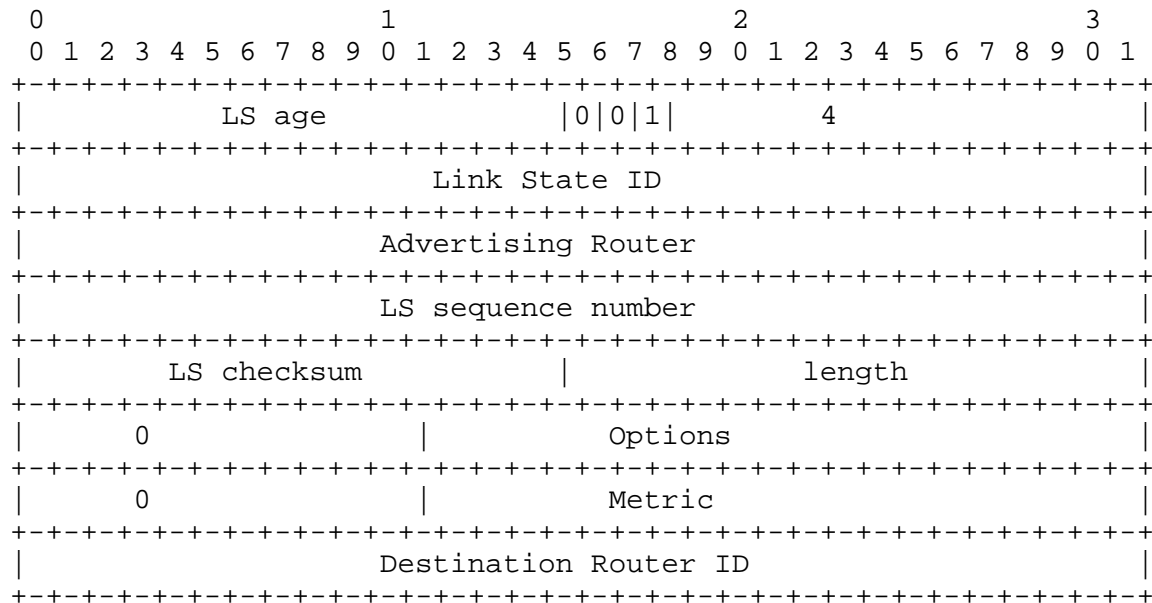 0                   1                   2                   3
0 1 2 3 4 5 6 7 8 9 0 1 2 3 4 5 6 7 8 9 0 1 2 3 4 5 6 7 8 9 0 1
+-+-+-+-+-+-+-+-+-+-+-+-+-+-+-+-+-+-+-+-+-+-+-+-+-+-+-+-+-+-+-+-+
|           LS age             |0|0|1|        4                 |
+-+-+-+-+-+-+-+-+-+-+-+-+-+-+-+-+-+-+-+-+-+-+-+-+-+-+-+-+-+-+-+-+
|                       Link State ID                           |
+-+-+-+-+-+-+-+-+-+-+-+-+-+-+-+-+-+-+-+-+-+-+-+-+-+-+-+-+-+-+-+-+
|                    Advertising Router                         |
+-+-+-+-+-+-+-+-+-+-+-+-+-+-+-+-+-+-+-+-+-+-+-+-+-+-+-+-+-+-+-+-+
|                    LS sequence number                         |
+-+-+-+-+-+-+-+-+-+-+-+-+-+-+-+-+-+-+-+-+-+-+-+-+-+-+-+-+-+-+-+-+
|        LS checksum           |             length             |
+-+-+-+-+-+-+-+-+-+-+-+-+-+-+-+-+-+-+-+-+-+-+-+-+-+-+-+-+-+-+-+-+
|      0               |          Options                       |
+-+-+-+-+-+-+-+-+-+-+-+-+-+-+-+-+-+-+-+-+-+-+-+-+-+-+-+-+-+-+-+-+
|      0               |          Metric                        |
+-+-+-+-+-+-+-+-+-+-+-+-+-+-+-+-+-+-+-+-+-+-+-+-+-+-+-+-+-+-+-+-+
|                    Destination Router ID                      |
+-+-+-+-+-+-+-+-+-+-+-+-+-+-+-+-+-+-+-+-+-+-+-+-+-+-+-+-+-+-+-+-+